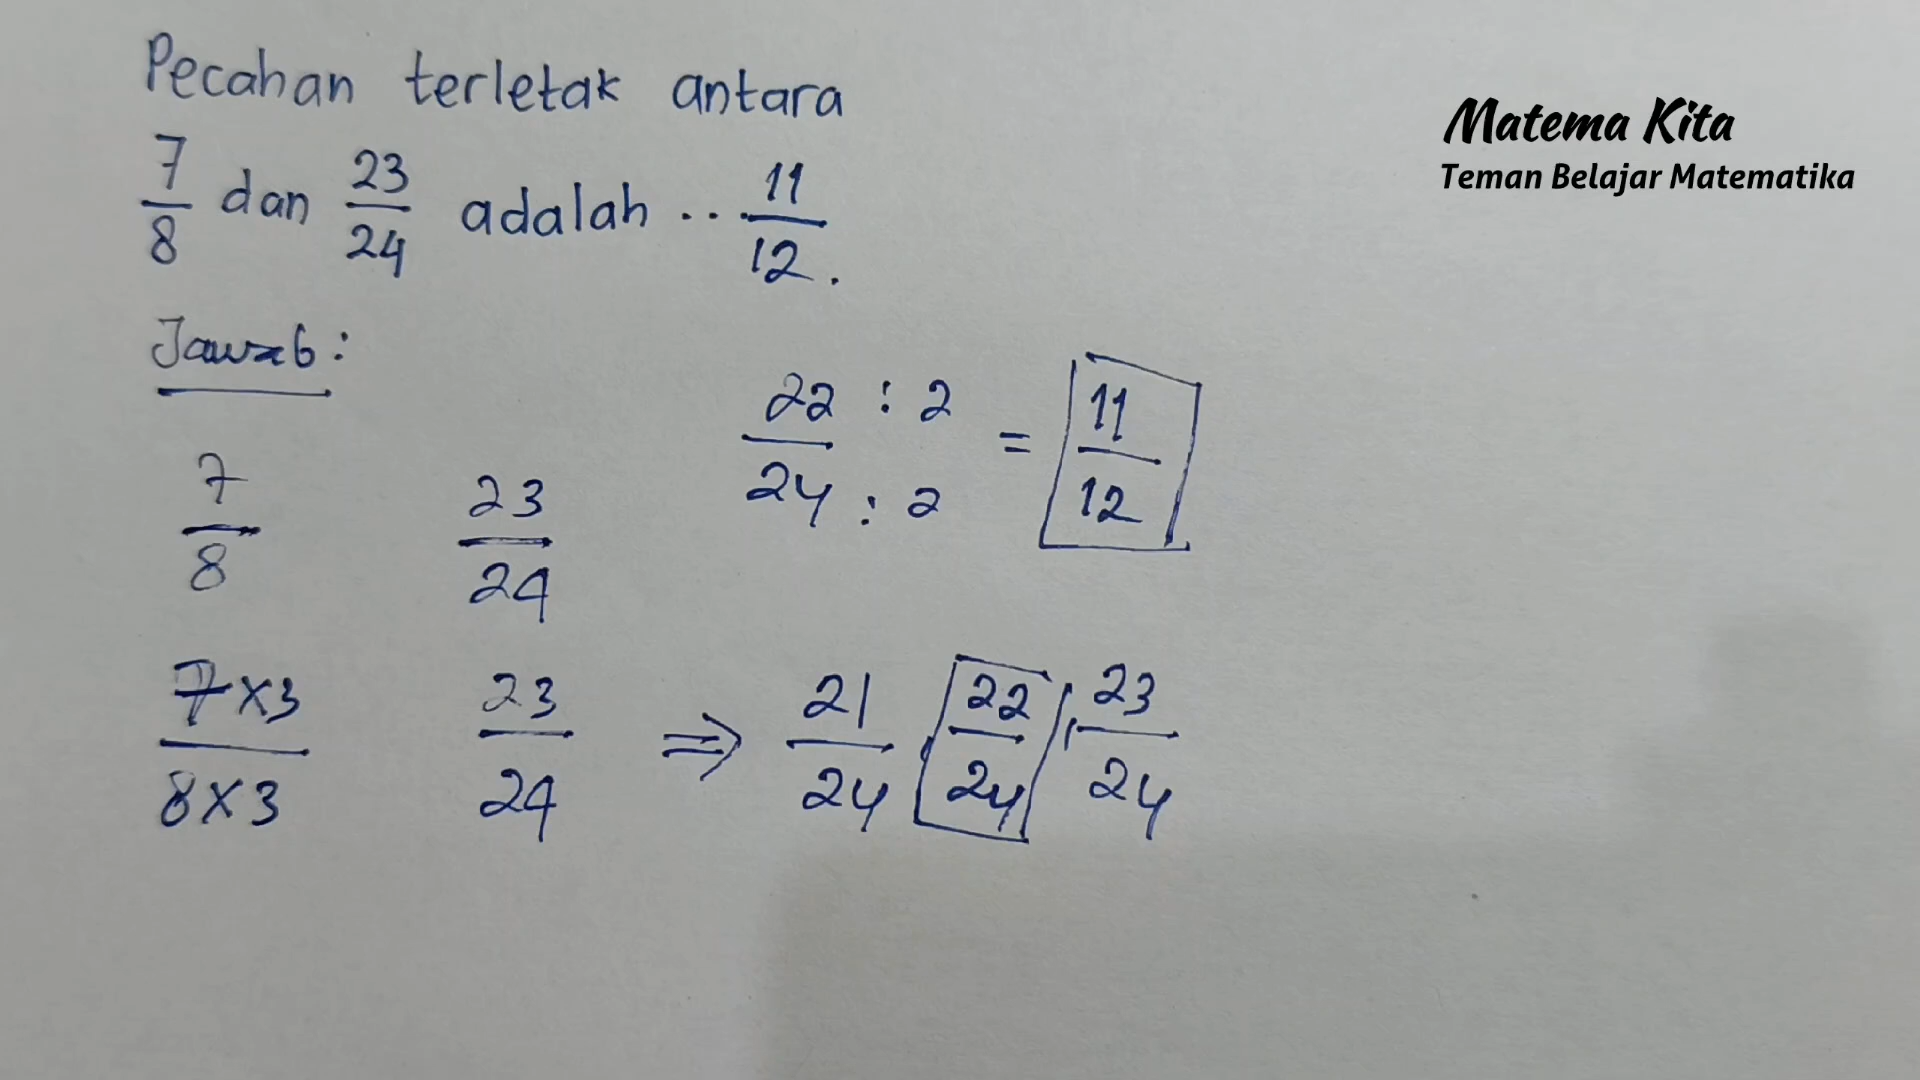 Pecahan terletak antara
7/8 dan 23/24 adalah ... 11/12.
Jawab:
7/8 23/24
22 : 2 / 24 : 2 = 11/12
7x3/8x3 23/24 ⇒ 21/24, 22/24, 23/24
Matema Kita
Teman Belajar Matematika